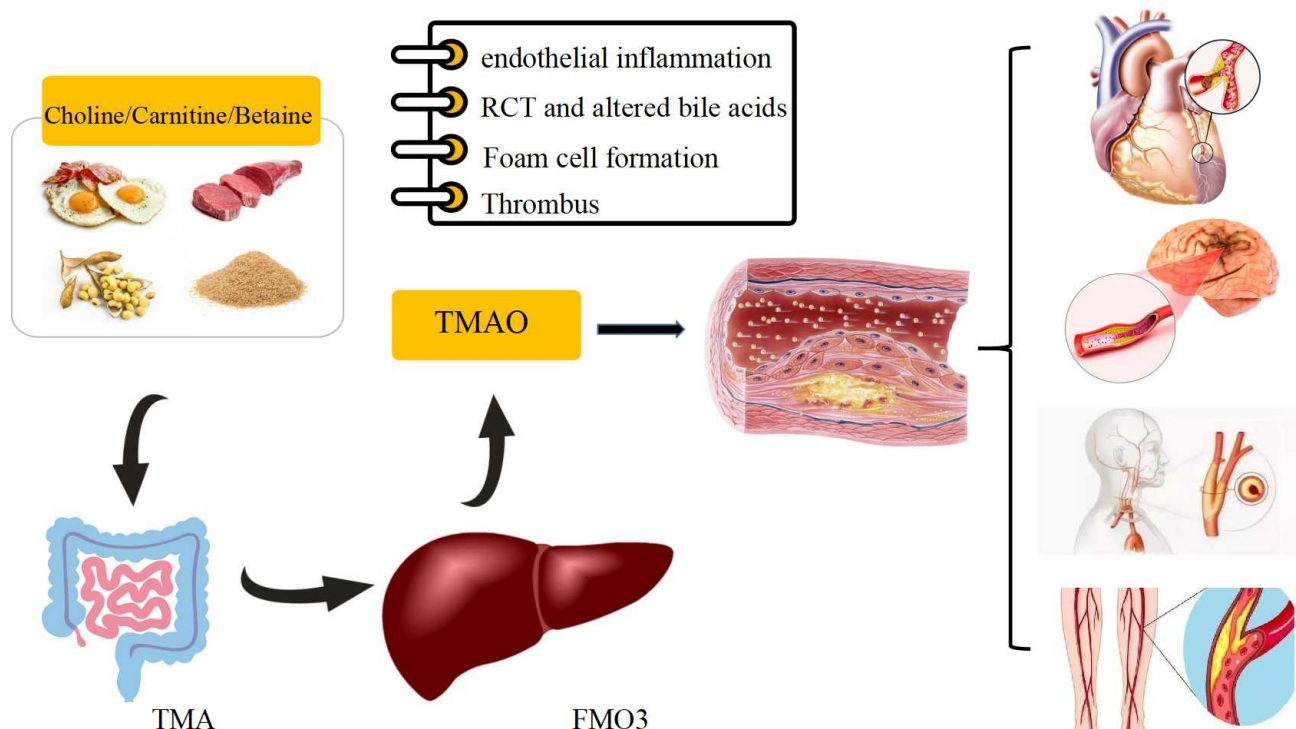 Choline/Carnitine/Betaine
endothelial inflammation
RCT and altered bile acids
Foam cell formation
Thrombus
TMAO
TMA
FMO3